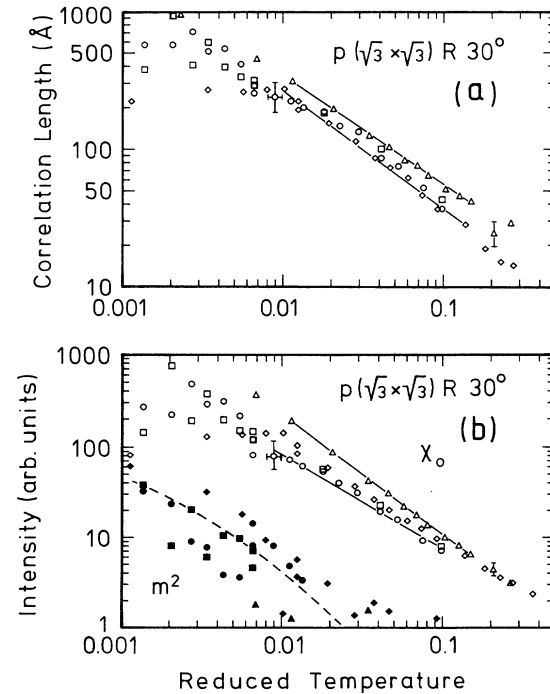 1000
p (√3 ×√3) R 30°
(a)
100
50
10
Correlation Length (Å)
0.001
0.01
0.1
1000
p (√3 ×√3) R 30°
(b)
χ₀
100
10
m²
1
Intensity (arb. units)
0.001
0.01
0.1
Reduced Temperature